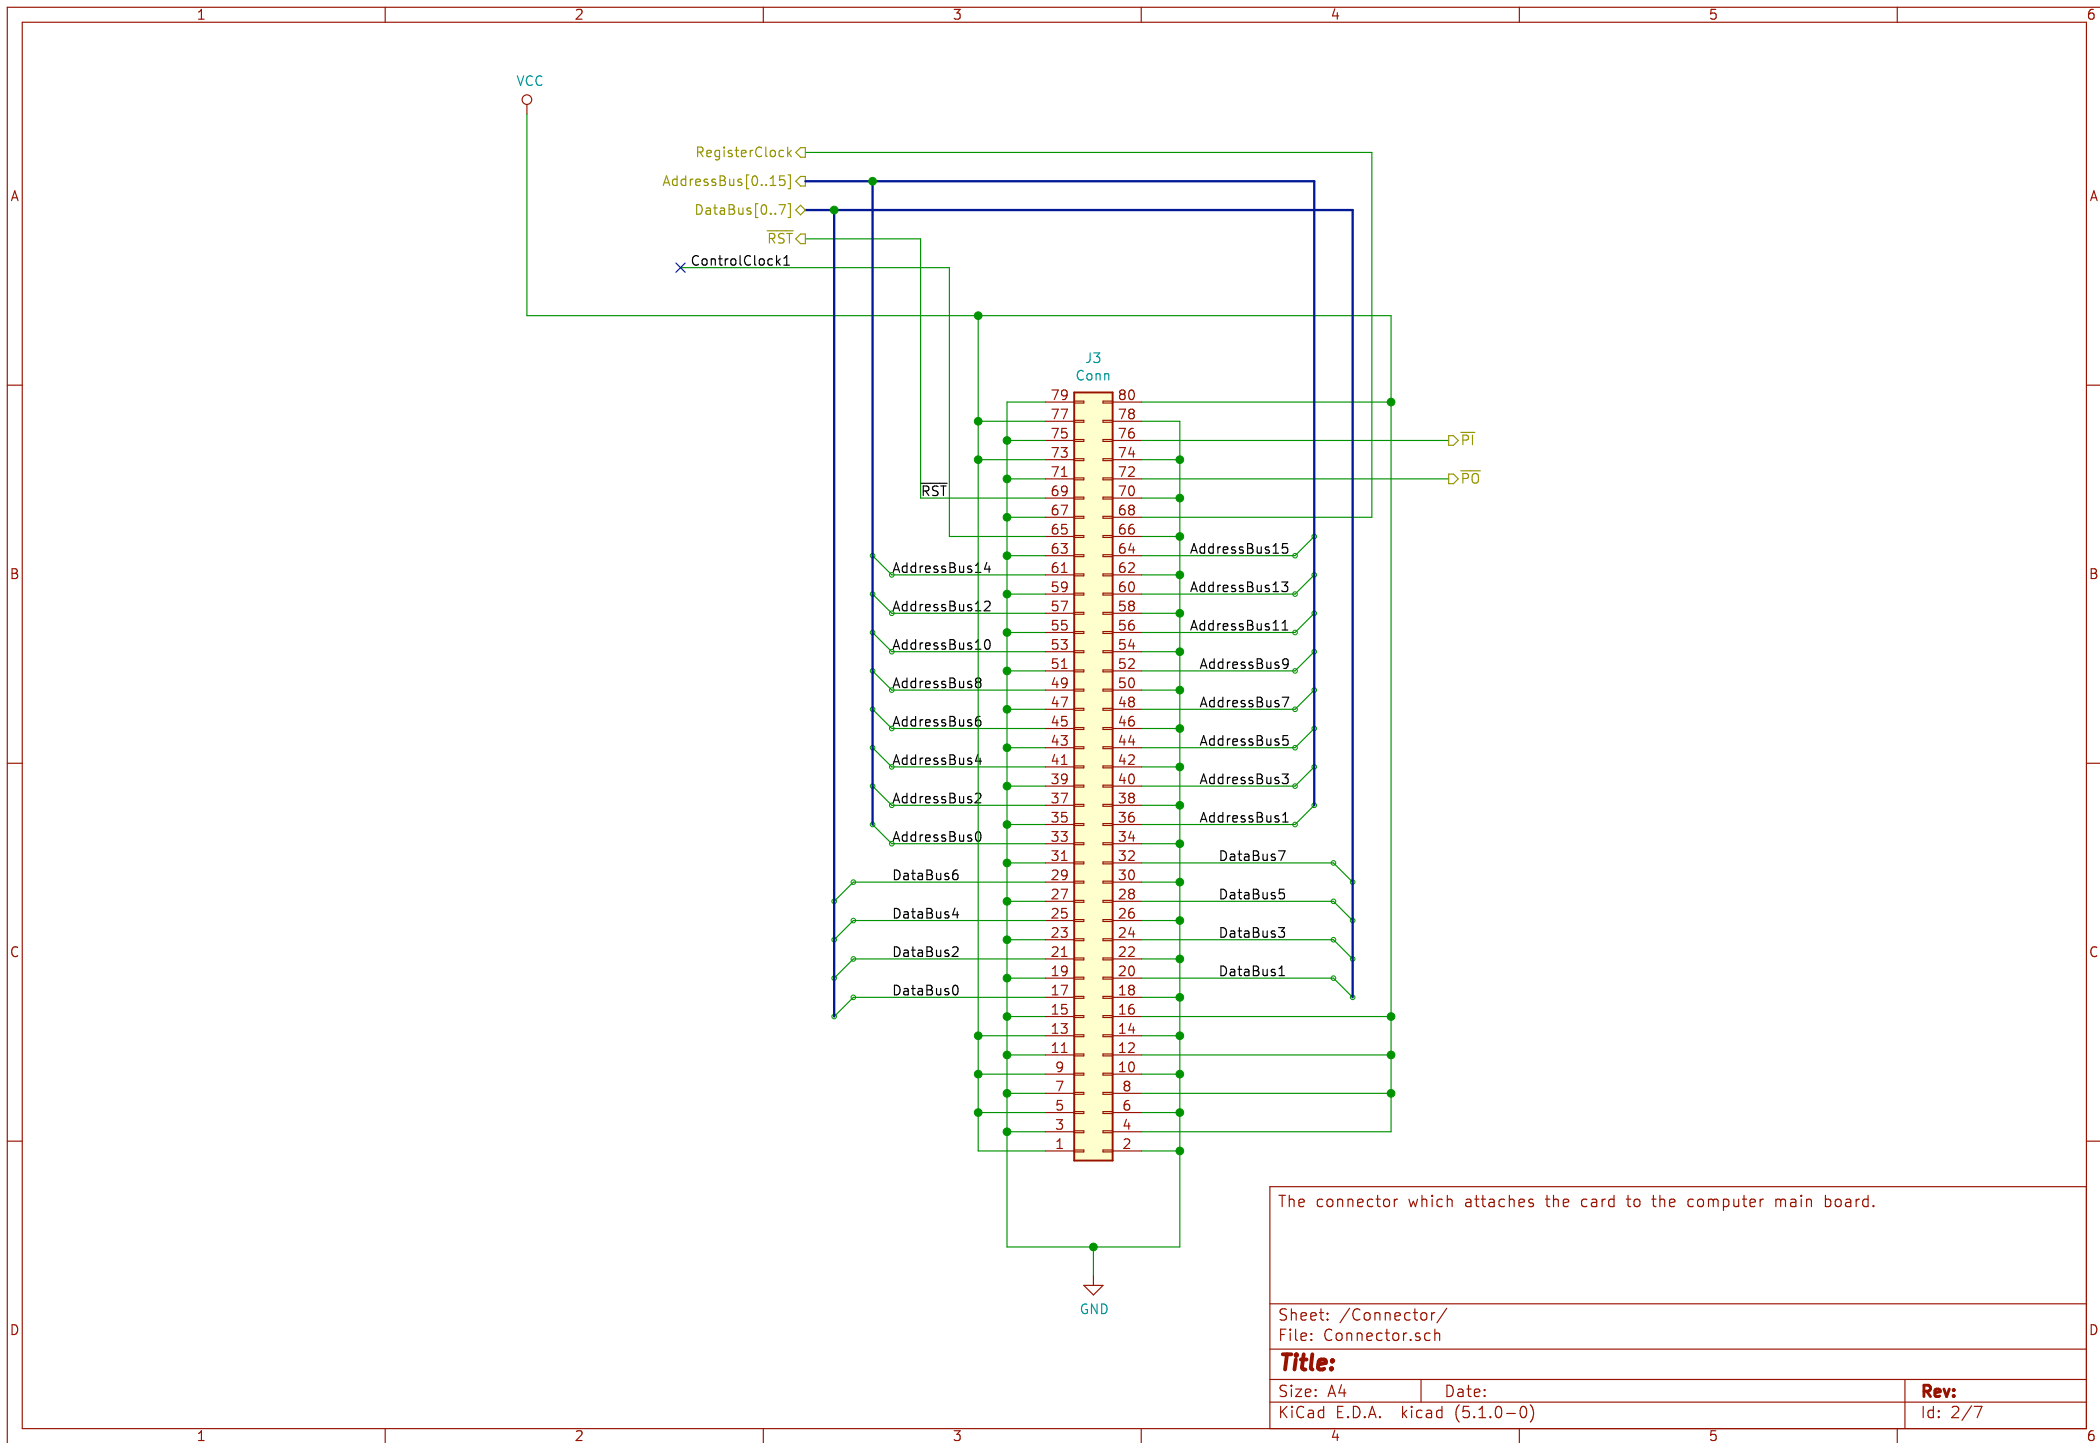 1 2 3 4 5 6
VCC
RegisterClock
AddressBus[0..15]
A A
DataBus[0..7]
RST
ControlClock1
J3
Conn
79 80
77 78
75 76 PI
73 74
71 72 PO
RST 69 70
67 68
65 66
63 64 AddressBus15
B AddressBus14 61 62 B
59 60 AddressBus13
AddressBus12 57 58
55 56 AddressBus11
AddressBus10 53 54
51 52 AddressBus9
AddressBus8 49 50
47 48 AddressBus7
AddressBus6 45 46
43 44 AddressBus5
AddressBus4 41 42
39 40 AddressBus3
AddressBus2 37 38
35 36 AddressBus1
AddressBus0 33 34
31 32 DataBus7
DataBus6 29 30
27 28 DataBus5
DataBus4 25 26
23 24 DataBus3
C DataBus2 21 22 C
19 20 DataBus1
DataBus0 17 18
15 16
13 14
11 12
9 10
7 8
5 6
3 4
1 2
The connector which attaches the card to the computer main board.
GND
Sheet: /Connector/
D D
File: Connector.sch
Title:
Size: A4 Date: Rev:
KiCad E.D.A. kicad (5.1.0-0) Id: 2/7
1 2 3 4 5 6